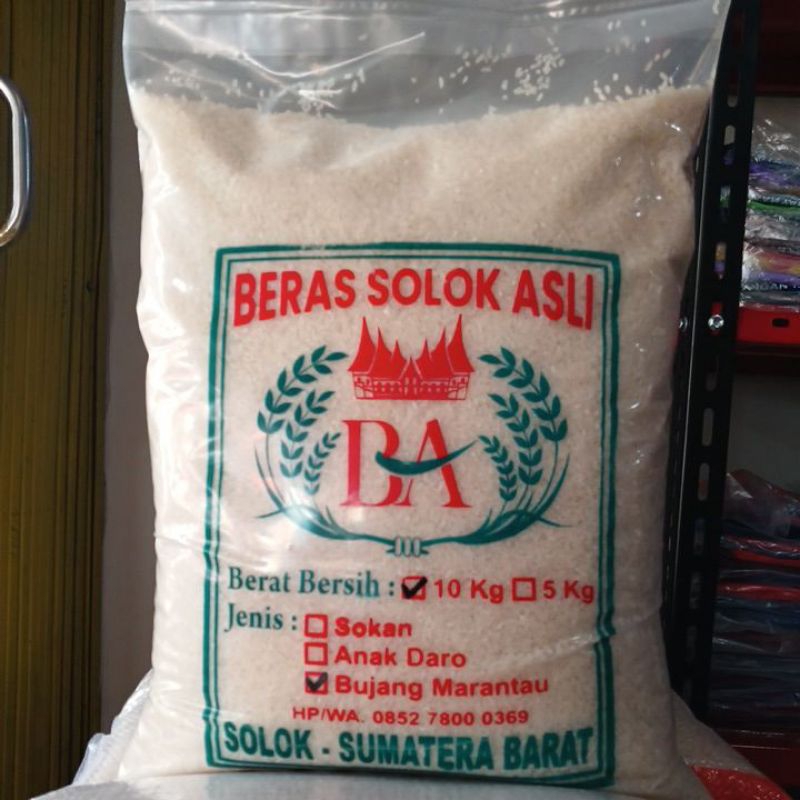 BERAS SOLOK ASLI
BA
Berat Bersih : 10 Kg 5 Kg
Jenis : Sokan
Anak Daro
Bujang Marantau
HP/WA. 0852 7800 0369
SOLOK - SUMATERA BARAT